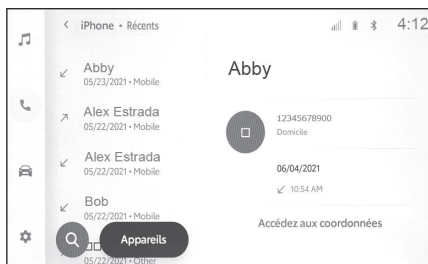 iPhone • Récents
4:12
Abby
05/23/2021 • Mobile
Alex Estrada
05/22/2021 • Mobile
Alex Estrada
05/22/2021 • Mobile
Bob
05/22/2021 • Mobile
05/22/2021 • Other
Appareils
Abby
12345678900
Domicile
06/04/2021
10:54 AM
Accédez aux coordonnées